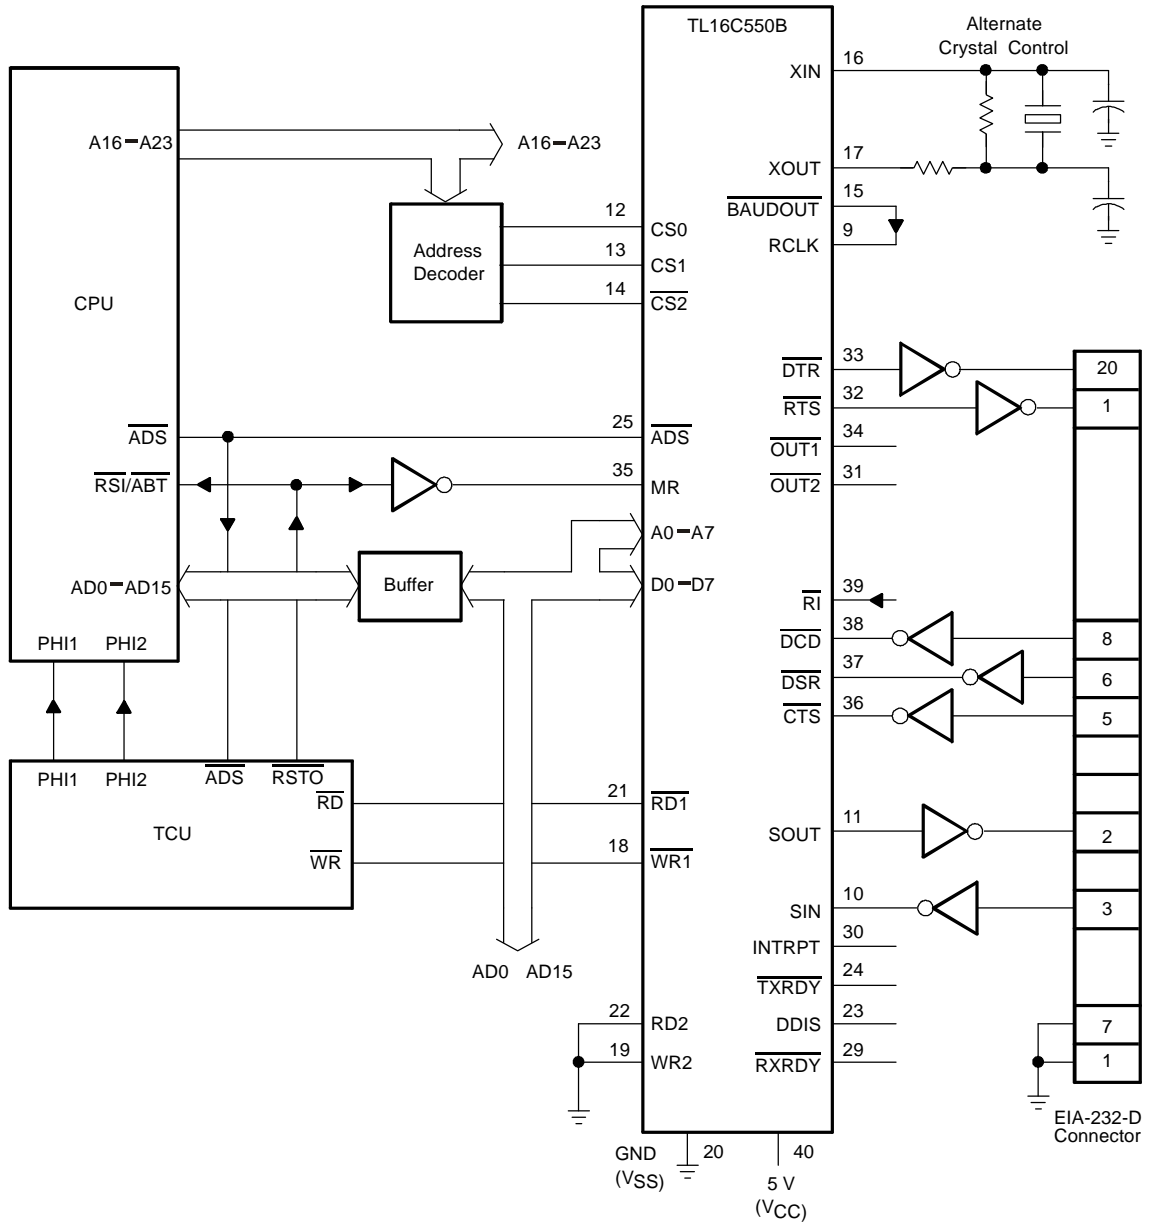 TL16C550B
Alternate
Crystal Control
XIN
16
A16–A23
A16–A23
XOUT
17
BAUDOUT
15
RCLK
9
12
CS0
Address
Decoder
13
CS1
14
CS2
CPU
DTR
33
20
RTS
32
1
ADS
25
ADS
OUT1
34
RSI/ABT
35
MR
OUT2
31
A0–A7
AD0–AD15
Buffer
D0–D7
RI
39
PHI1
PHI2
DCD
38
8
DSR
37
6
CTS
36
5
PHI1
PHI2
ADS
RSTO
RD
21
RD1
TCU
SOUT
11
2
WR
18
WR1
SIN
10
3
INTRPT
30
AD0 AD15
TXRDY
24
22
RD2
DDIS
23
7
19
WR2
RXRDY
29
1
EIA-232-D
Connector
GND
(VSS)
20
40
5 V
(VCC)